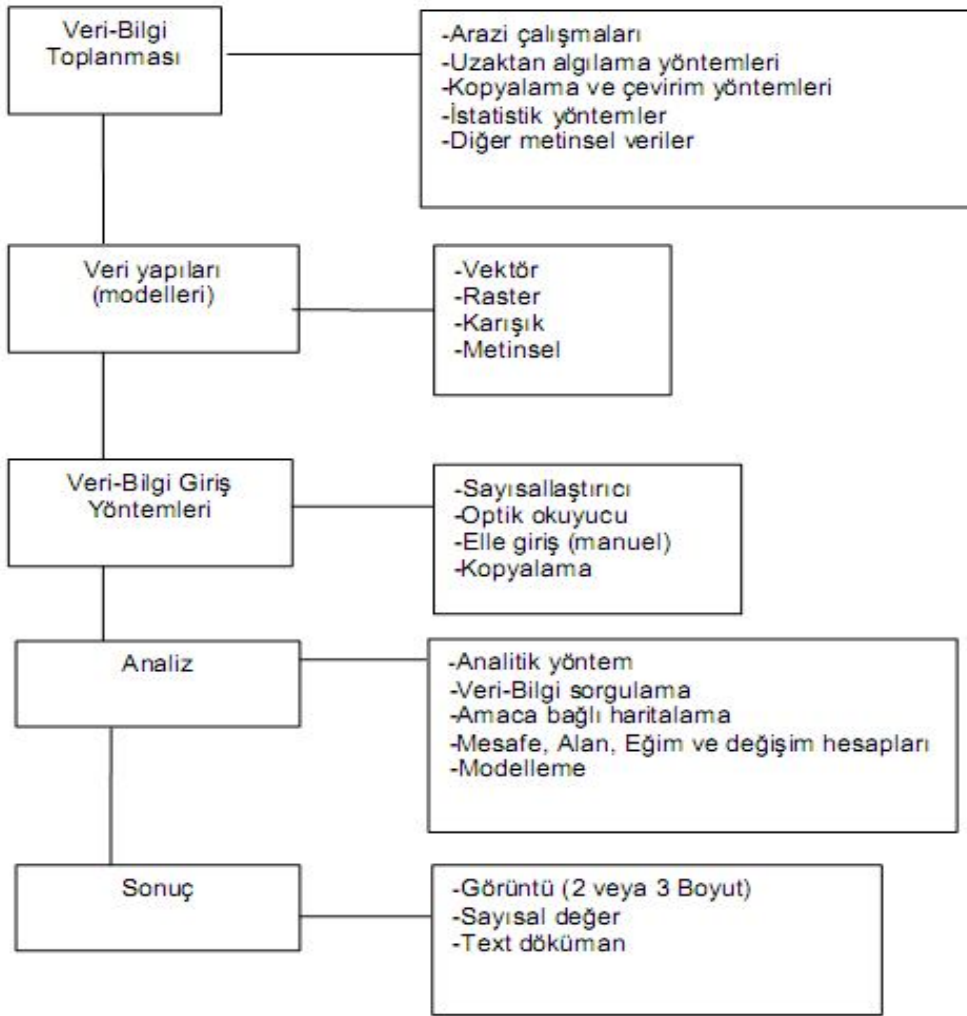 Veri-Bilgi
Toplanması
-Arazi çalışmaları
-Uzaktan algılama yöntemleri
-Kopyalama ve çevirim yöntemleri
-İstatistik yöntemler
-Diğer metinsel veriler
Veri yapıları
(modelleri)
-Vektör
-Raster
-Karışık
-Metinsel
Veri-Bilgi Giriş
Yöntemleri
-Sayısallaştırıcı
-Optik okuyucu
-Elle giriş (manuel)
-Kopyalama
Analiz
-Analitik yöntem
-Veri-Bilgi sorgulama
-Amaca bağlı haritalama
-Mesafe, Alan, Eğim ve değişim hesapları
-Modelleme
Sonuç
-Görüntü (2 veya 3 Boyut)
-Sayısal değer
-Text döküman